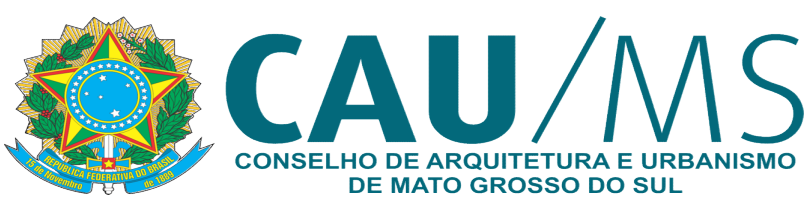 CAU/MS
CONSELHO DE ARQUITETURA E URBANISMO
DE MATO GROSSO DO SUL
REPÚBLICA FEDERATIVA DO BRASIL
15 de Novembro
de 1889